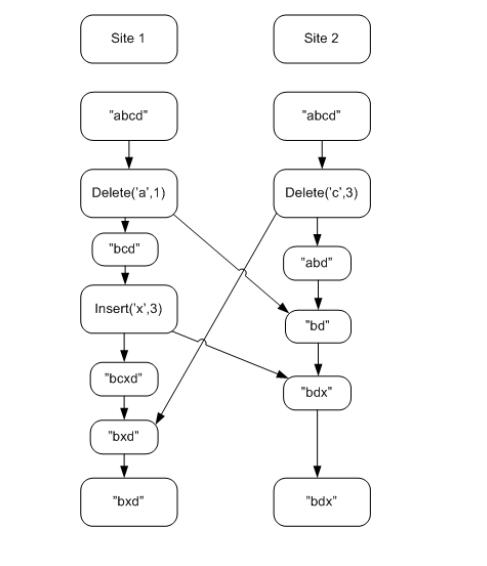 Site 1
Site 2
"abcd"
"abcd"
Delete('a',1)
Delete('c',3)
"bcd"
"abd"
Insert('x',3)
"bd"
"bcxd"
"bdx"
"bxd"
"bxd"
"bdx"